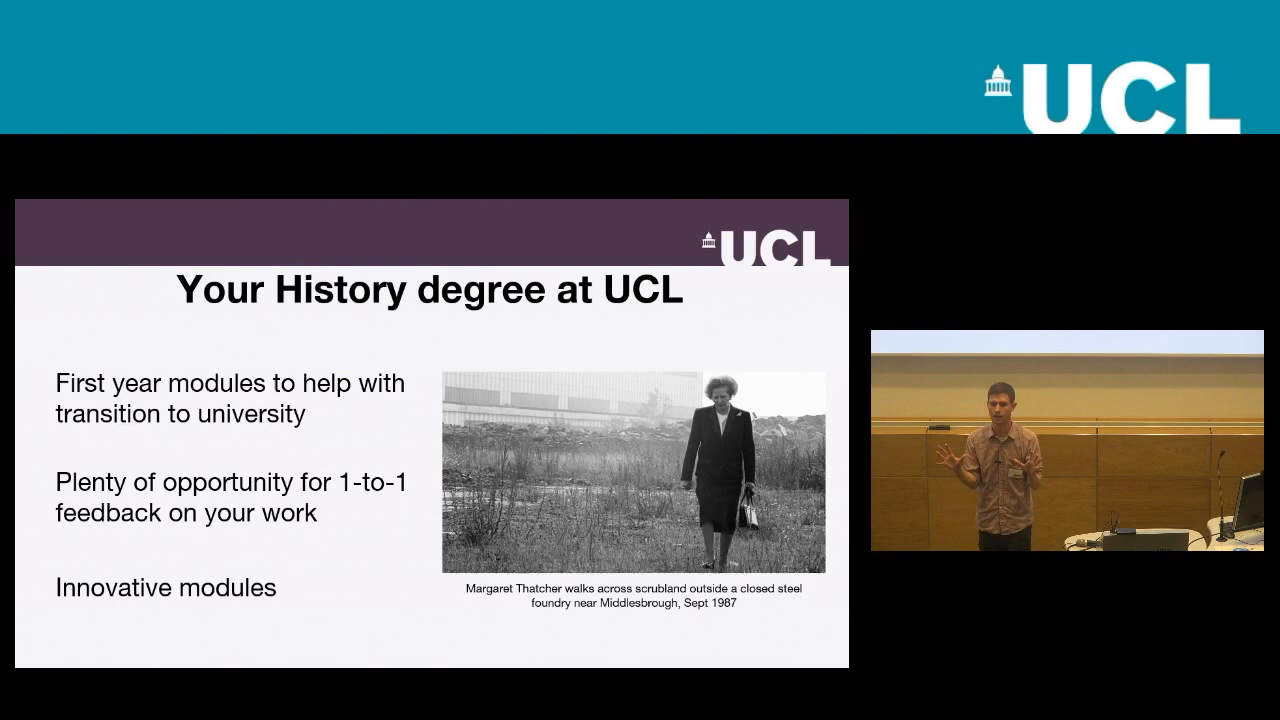 UCL
UCL
Your History degree at UCL
First year modules to help with
transition to university
Plenty of opportunity for 1-to-1
feedback on your work
Innovative modules
Margaret Thatcher walks across scrubland outside a closed steel
foundry near Middlesbrough, Sept 1987